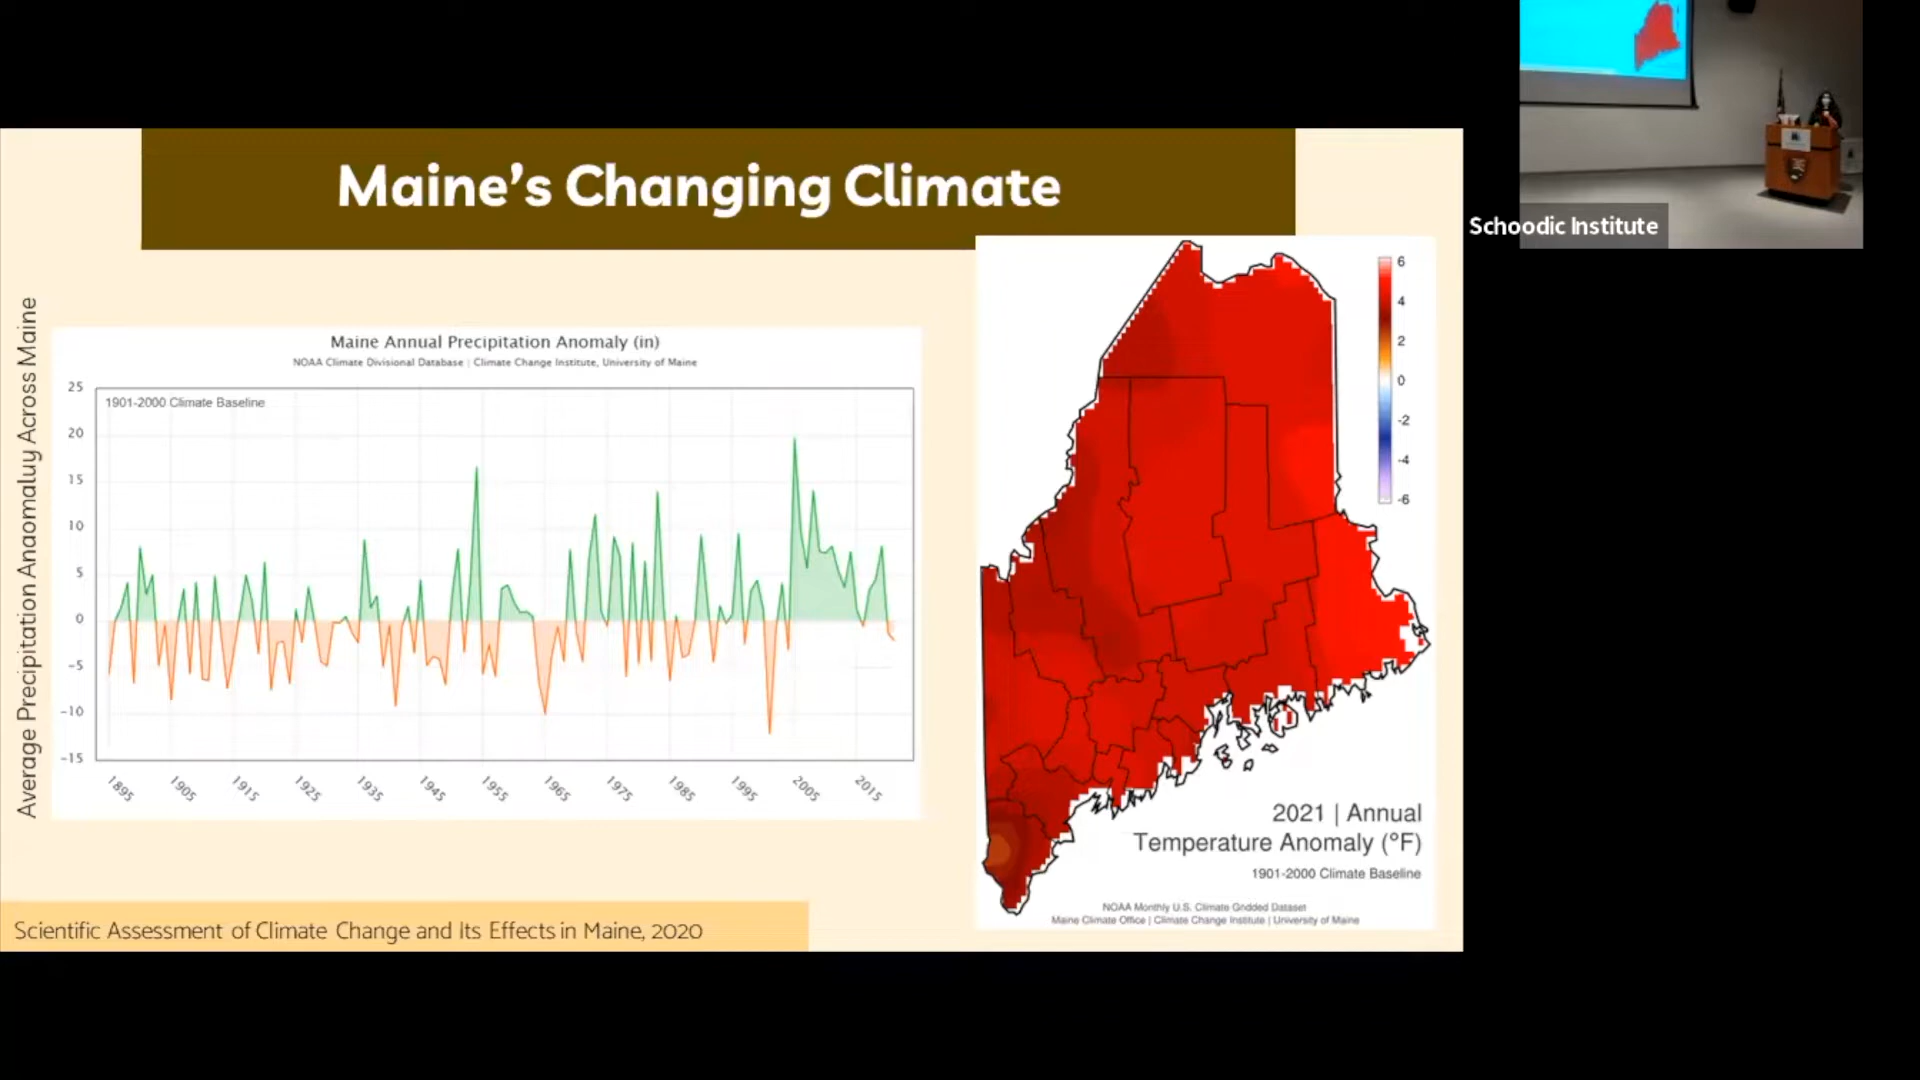 Maine's Changing Climate
Schoodic Institute
Average Precipitation Anaomaluy Across Maine
Maine Annual Precipitation Anomaly (in)
NOAA Climate Divisional Database | Climate Change Institute, University of Maine
1901-2000 Climate Baseline
25
20
15
10
5
0
-5
-10
-15
1895
1905
1915
1925
1935
1945
1955
1965
1975
1985
1995
2005
2015
6
4
2
0
-2
-4
-6
2021 | Annual
Temperature Anomaly (°F)
1901-2000 Climate Baseline
NOAA Monthly U.S. Climate Gridded Dataset
Maine Climate Office | Climate Change Institute | University of Maine
Scientific Assessment of Climate Change and Its Effects in Maine, 2020